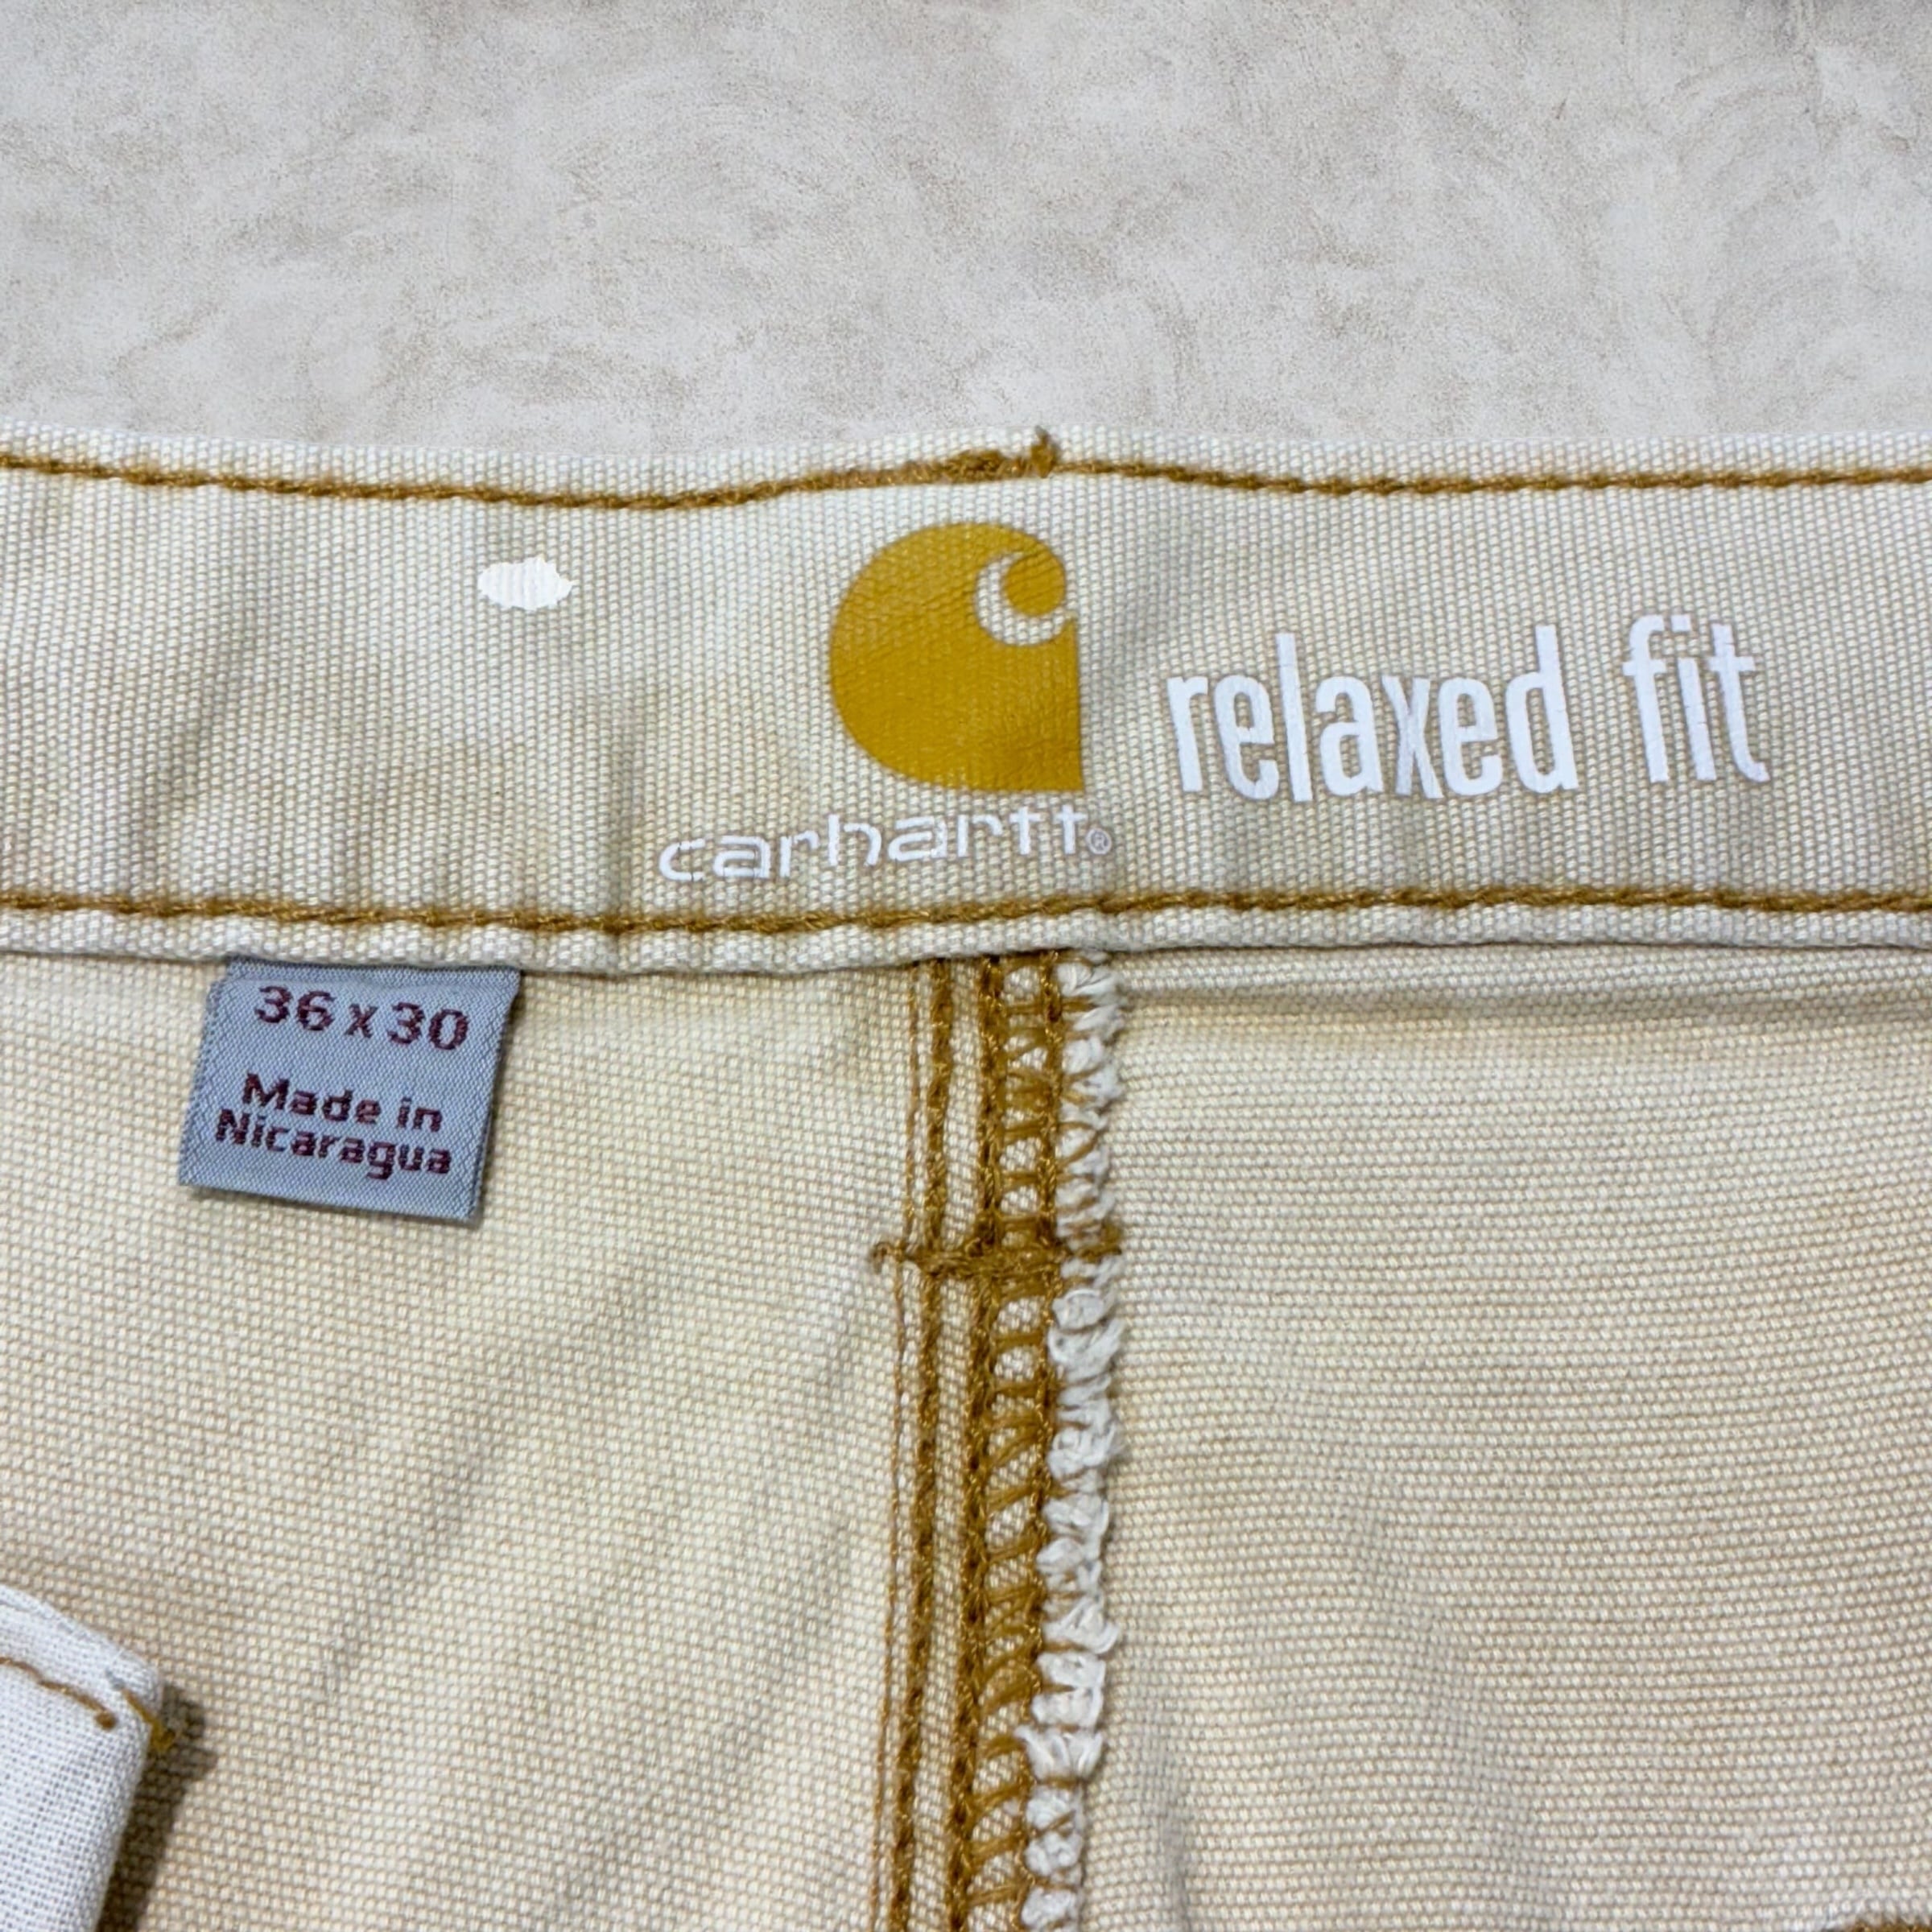 carhartt®
relaxed fit
36 x 30
Made in
Nicaragua